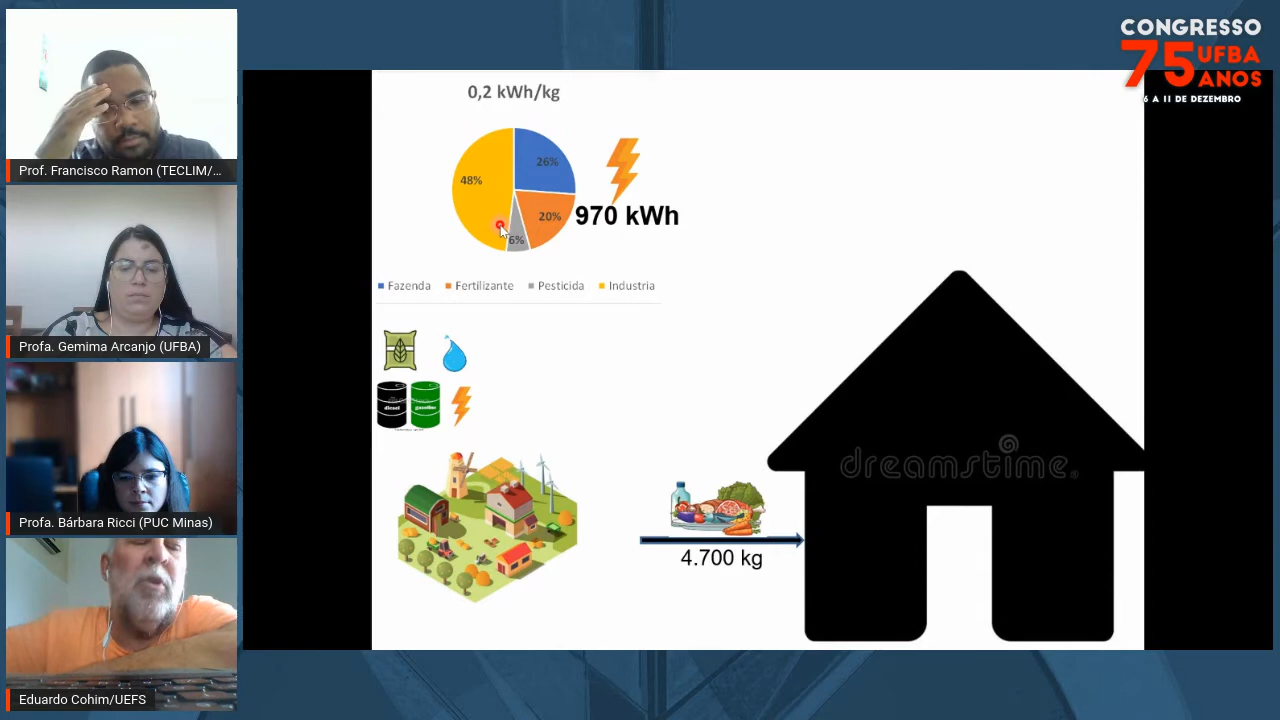 CONGRESSO
75 UFBA
ANOS
6 A 11 DE DEZEMBRO
Prof. Francisco Ramon (TECLIM/...
Profa. Gemima Arcanjo (UFBA)
Profa. Bárbara Ricci (PUC Minas)
Eduardo Cohim/UEFS
0,2 kWh/kg
48%
26%
20%
6%
970 kWh
Fazenda
Fertilizante
Pesticida
Industria
diesel
gasolina
4.700 kg
dreamstime.